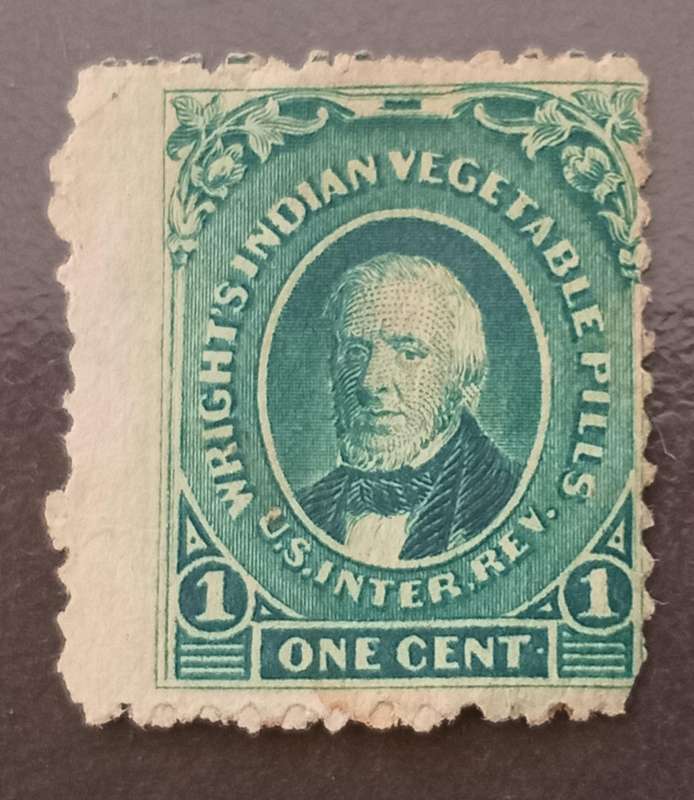 WRIGHT'S INDIAN VEGETABLE PILLS
U.S. INTER. REV.
1 1
ONE CENT